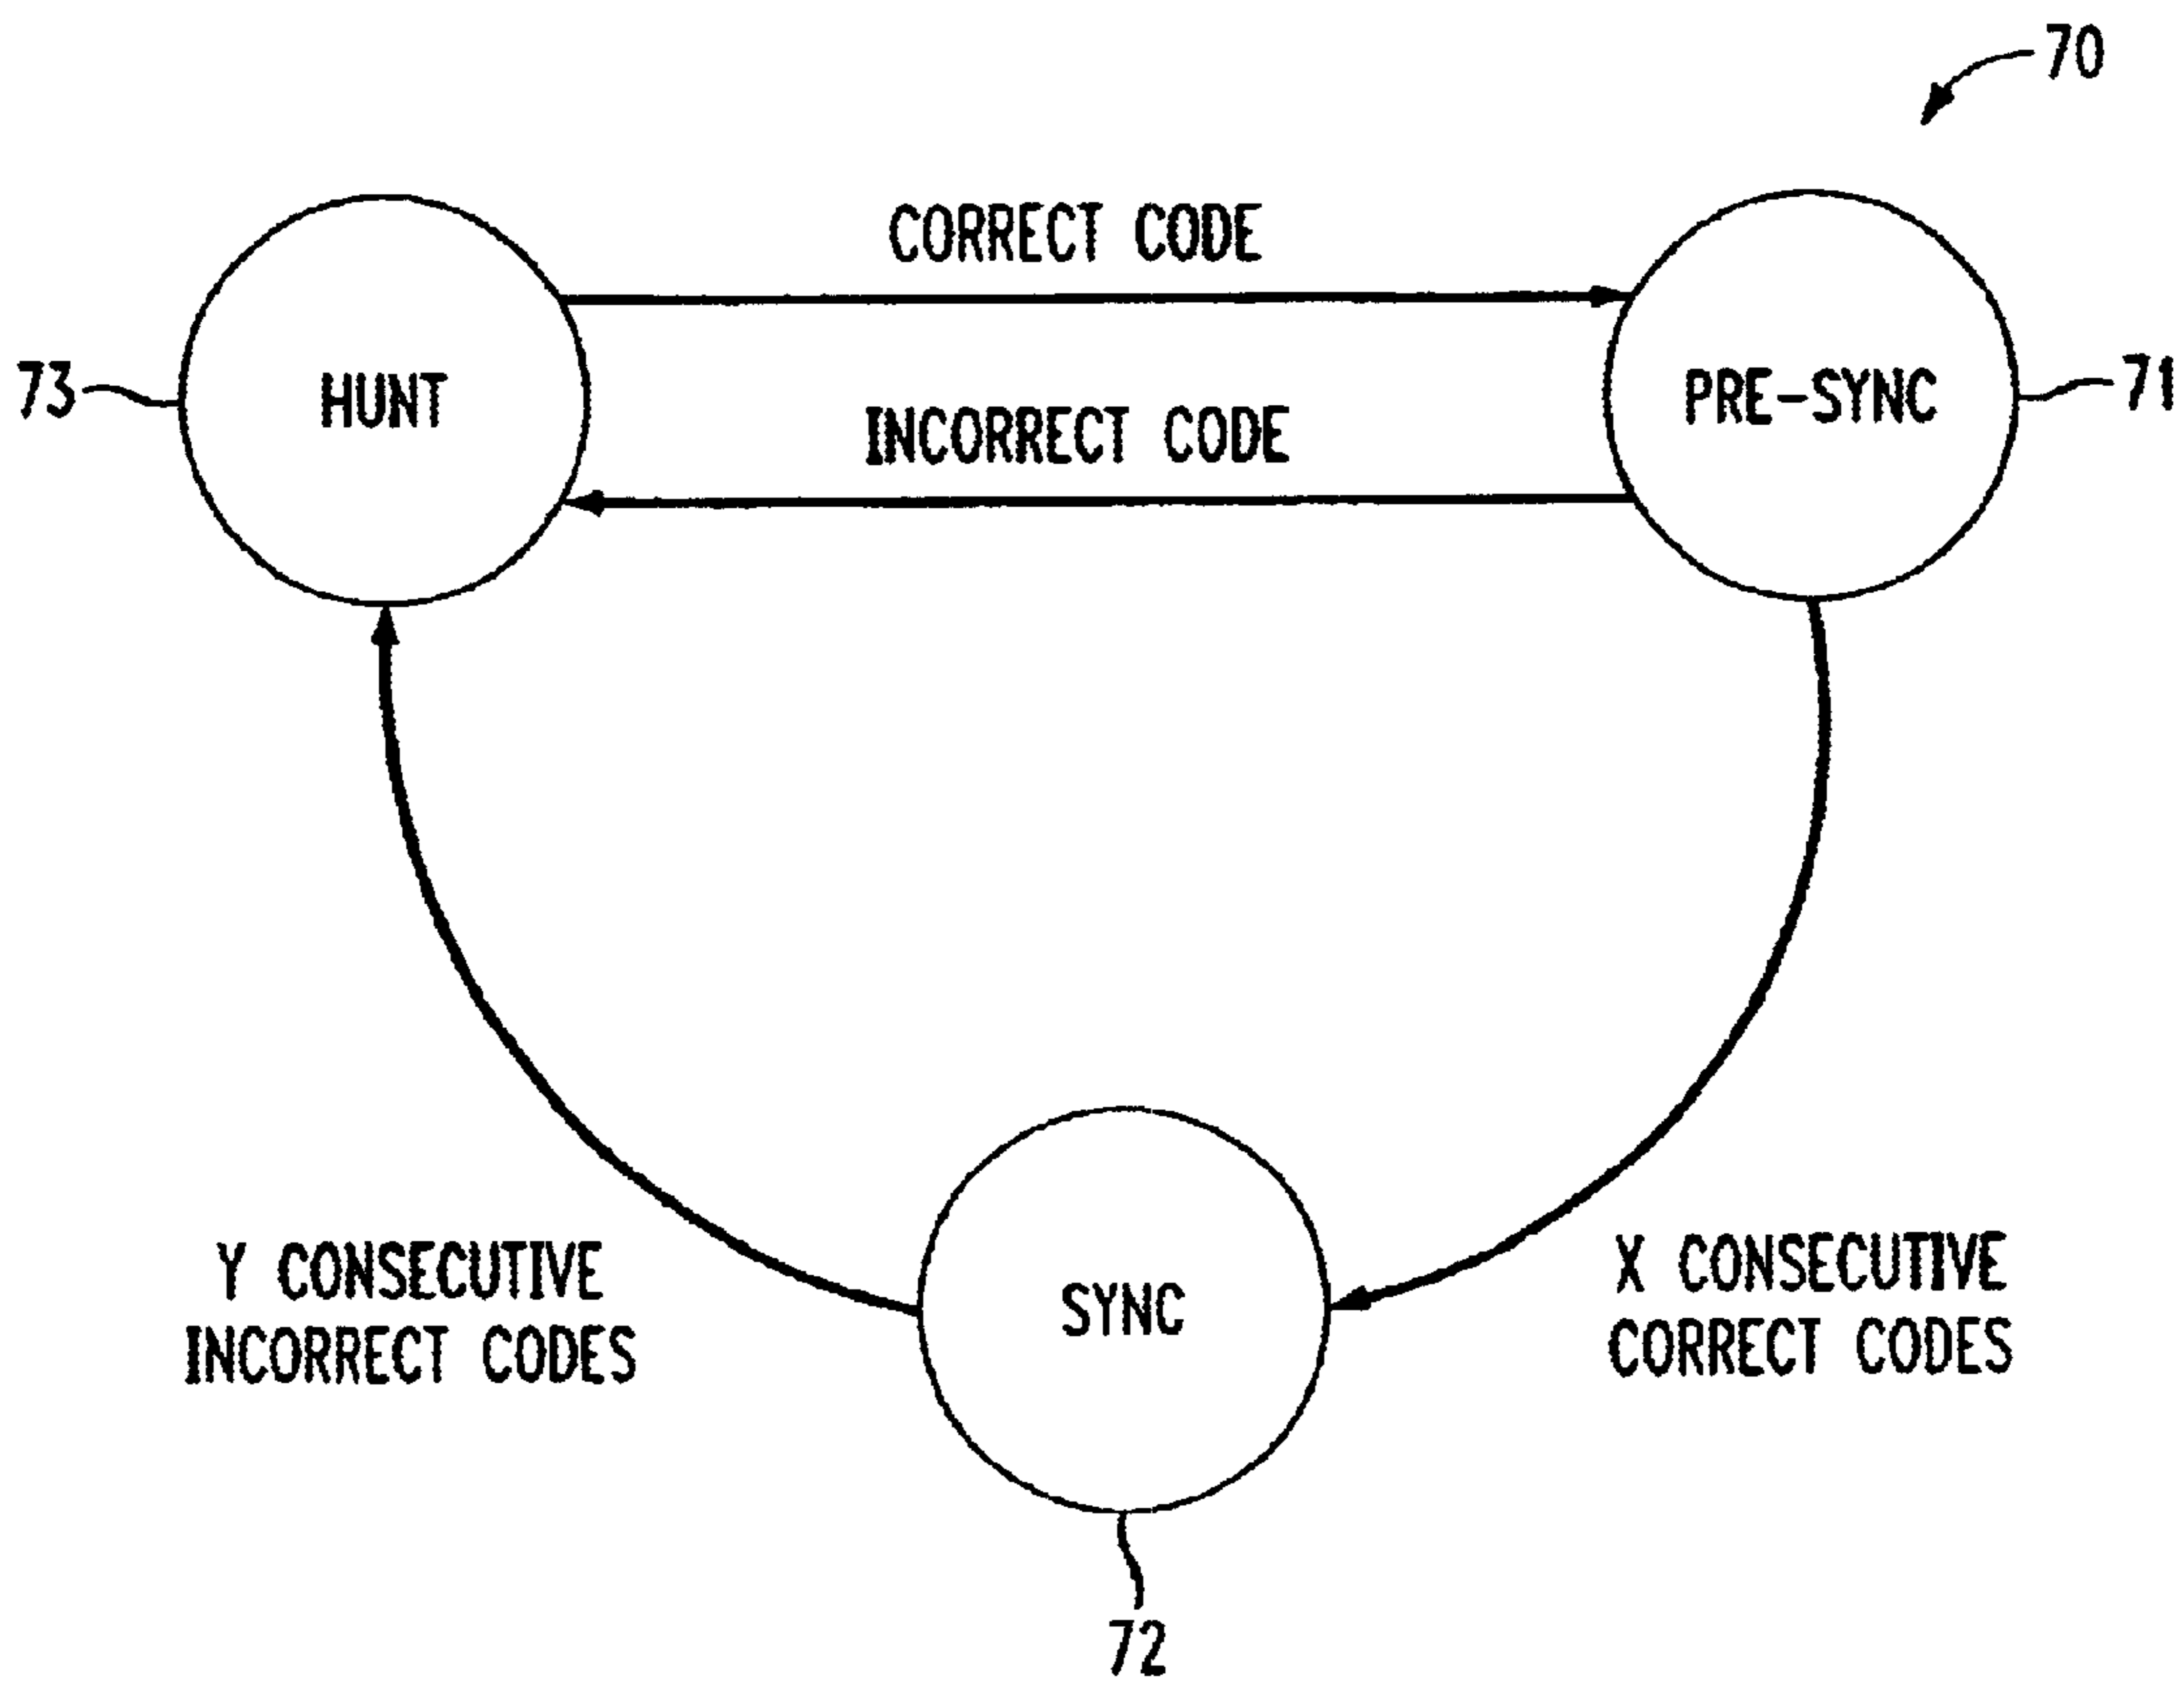 70
CORRECT CODE
73
HUNT
PRE-SYNC
71
INCORRECT CODE
Y CONSECUTIVE
INCORRECT CODES
SYNC
X CONSECUTIVE
CORRECT CODES
72